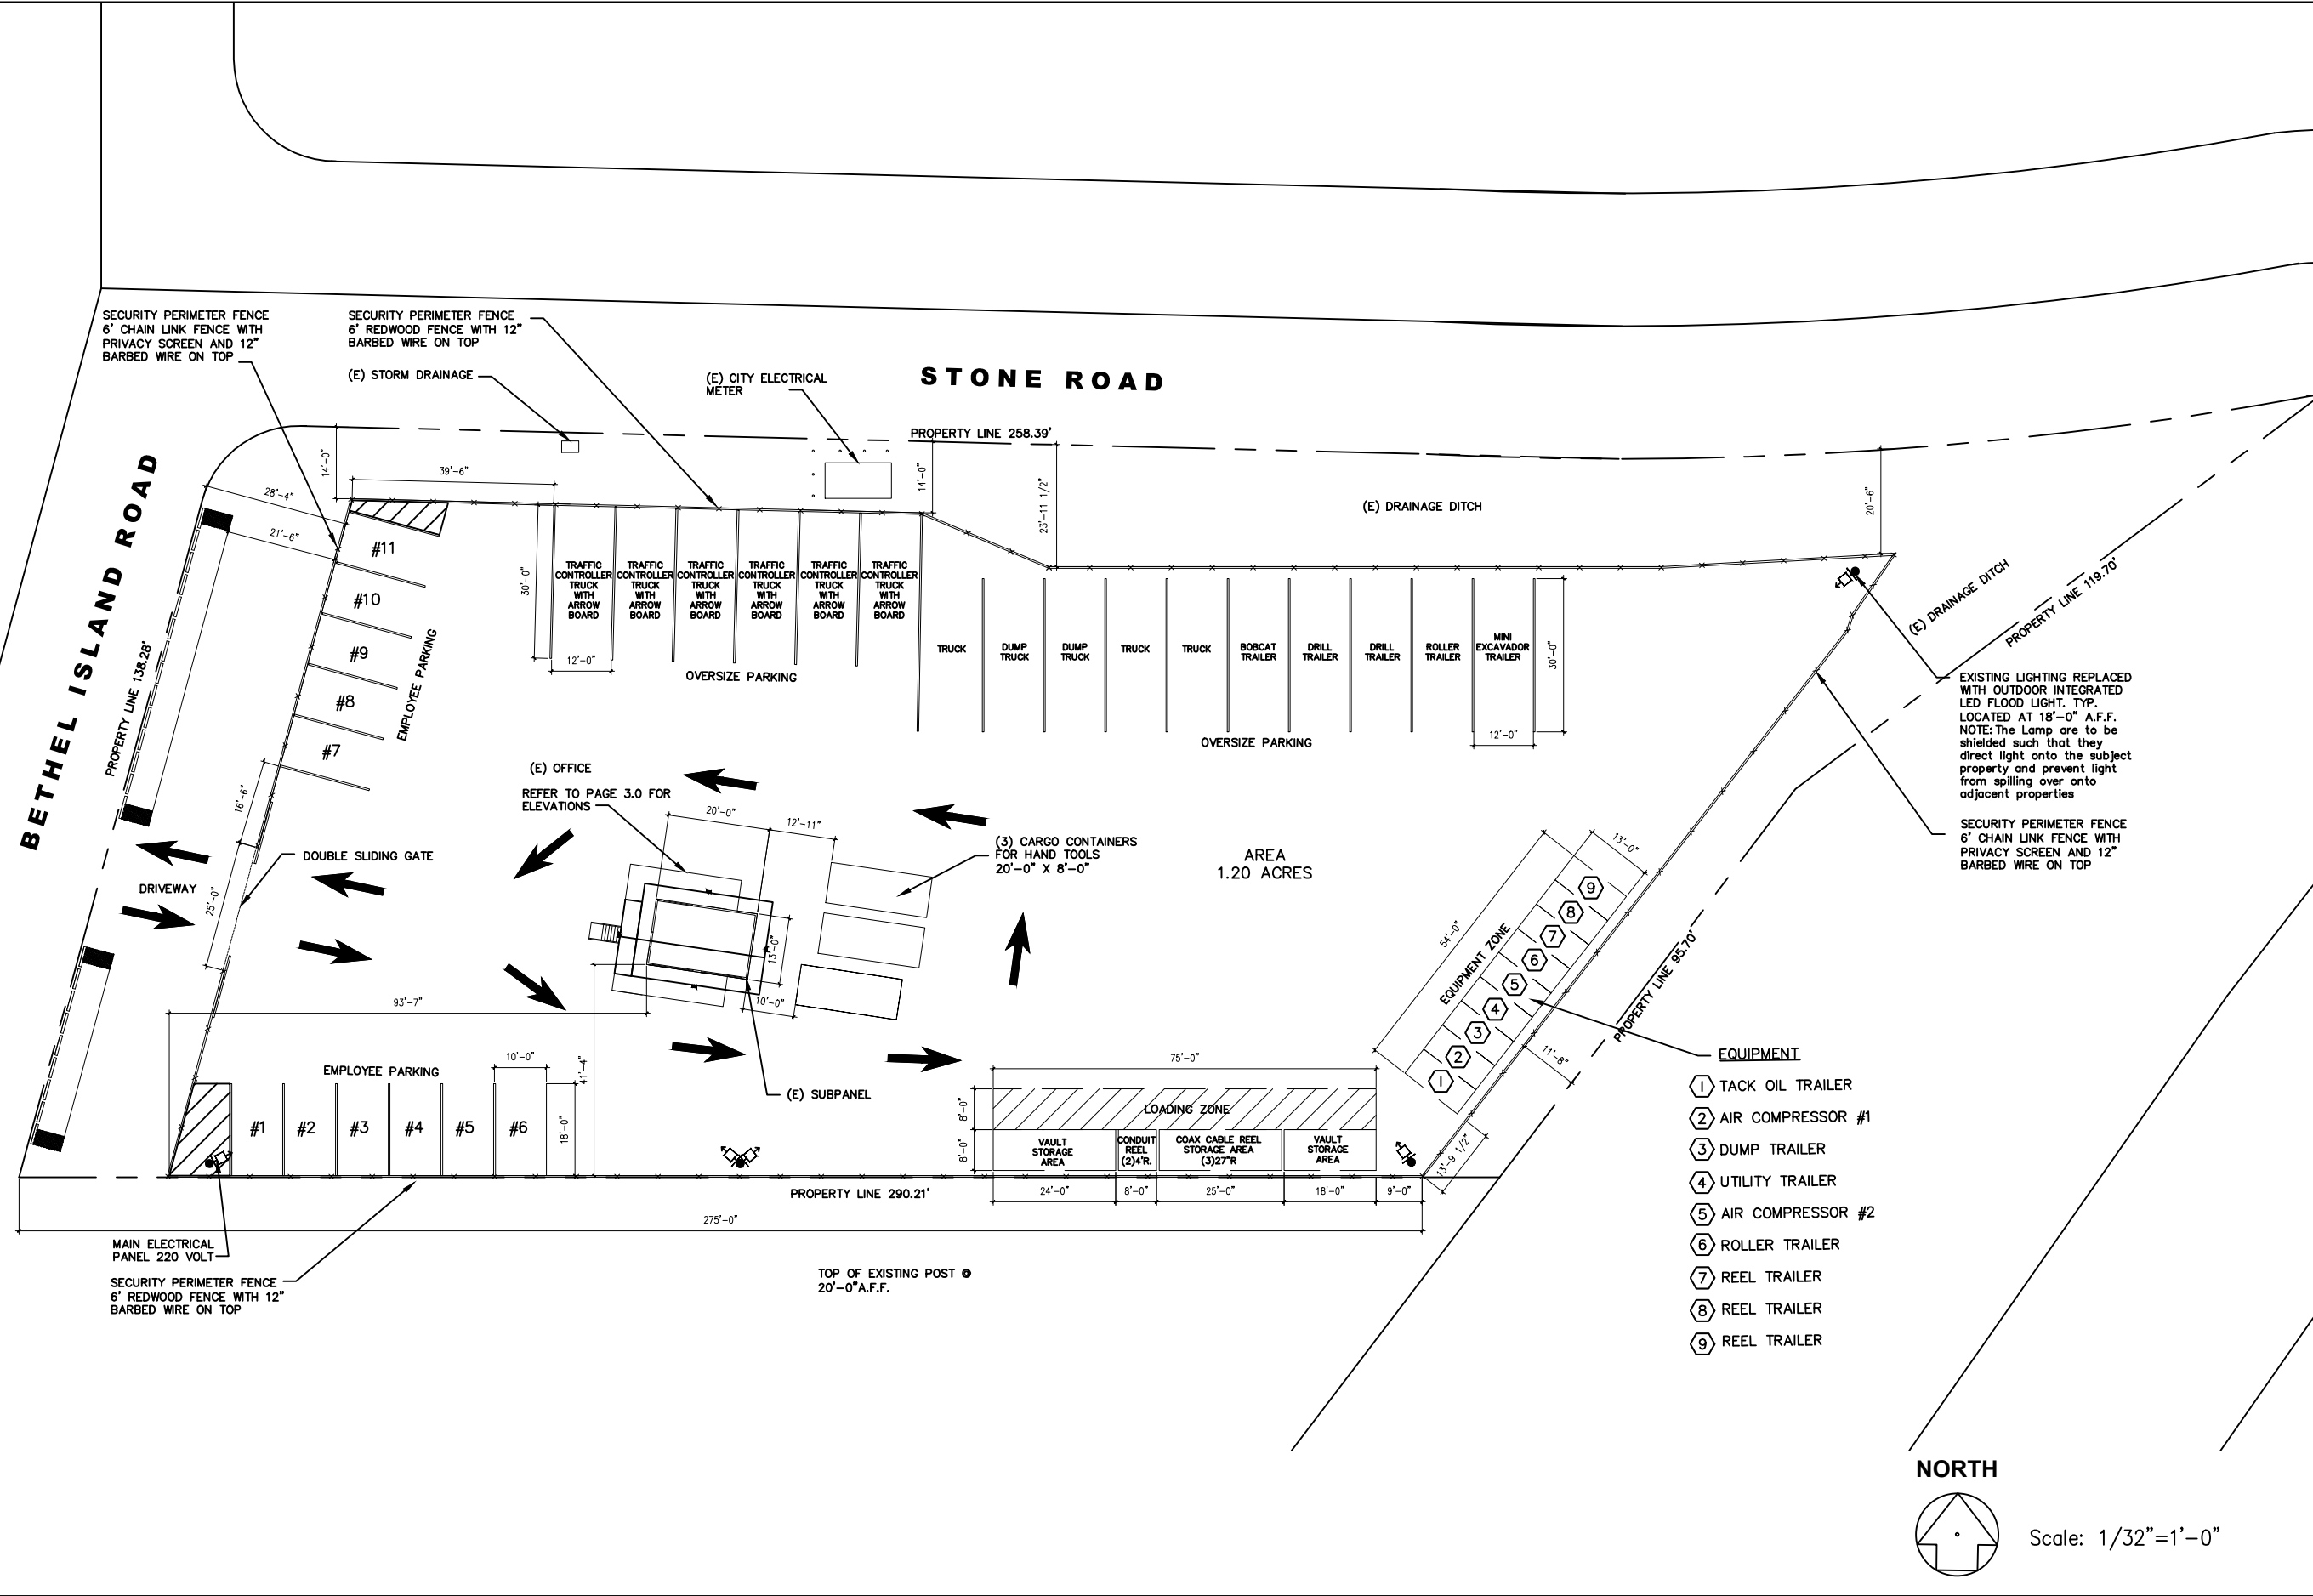 SECURITY PERIMETER FENCE
6' CHAIN LINK FENCE WITH
PRIVACY SCREEN AND 12"
BARBED WIRE ON TOP
SECURITY PERIMETER FENCE
6' REDWOOD FENCE WITH 12"
BARBED WIRE ON TOP
(E) STORM DRAINAGE
(E) CITY ELECTRICAL
METER
STONE ROAD
PROPERTY LINE 258.39'
BETHEL ISLAND ROAD
PROPERTY LINE 138.28'
14'-0"
39'-6"
28'-4"
21'-6"
14'-0"
23'-11 1/2"
(E) DRAINAGE DITCH
20'-6"
#11
#10
#9
#8
#7
EMPLOYEE PARKING
30'-0"
TRAFFIC
CONTROLLER
TRUCK
WITH
ARROW
BOARD
TRAFFIC
CONTROLLER
TRUCK
WITH
ARROW
BOARD
TRAFFIC
CONTROLLER
TRUCK
WITH
ARROW
BOARD
TRAFFIC
CONTROLLER
TRUCK
WITH
ARROW
BOARD
TRAFFIC
CONTROLLER
TRUCK
WITH
ARROW
BOARD
TRAFFIC
CONTROLLER
TRUCK
WITH
ARROW
BOARD
12'-0"
OVERSIZE PARKING
TRUCK
DUMP
TRUCK
DUMP
TRUCK
TRUCK
TRUCK
BOBCAT
TRAILER
DRILL
TRAILER
DRILL
TRAILER
ROLLER
TRAILER
MINI
EXCAVADOR
TRAILER
30'-0"
12'-0"
OVERSIZE PARKING
(E) DRAINAGE DITCH
PROPERTY LINE 119.70'
EXISTING LIGHTING REPLACED
WITH OUTDOOR INTEGRATED
LED FLOOD LIGHT. TYP.
LOCATED AT 18'-0" A.F.F.
NOTE: The Lamp are to be
shielded such that they
direct light onto the subject
property and prevent light
from spilling over onto
adjacent properties
SECURITY PERIMETER FENCE
6' CHAIN LINK FENCE WITH
PRIVACY SCREEN AND 12"
BARBED WIRE ON TOP
16'-6"
(E) OFFICE
REFER TO PAGE 3.0 FOR
ELEVATIONS
20'-0"
12'-11"
(3) CARGO CONTAINERS
FOR HAND TOOLS
20'-0" X 8'-0"
AREA
1.20 ACRES
DOUBLE SLIDING GATE
DRIVEWAY
25'-0"
13'-0"
10'-0"
93'-7"
41'-4"
(E) SUBPANEL
54'-0"
13'-0"
EQUIPMENT ZONE
9
8
7
6
5
4
3
2
1
PROPERTY LINE 95.70'
11'-8"
13'-9 1/2"
EMPLOYEE PARKING
10'-0"
#1
#2
#3
#4
#5
#6
18'-0"
75'-0"
8'-0"
LOADING ZONE
8'-0"
VAULT
STORAGE
AREA
CONDUIT
REEL
(2)4'R.
COAX CABLE REEL
STORAGE AREA
(3)27"R
VAULT
STORAGE
AREA
24'-0"
8'-0"
25'-0"
18'-0"
9'-0"
PROPERTY LINE 290.21'
275'-0"
MAIN ELECTRICAL
PANEL 220 VOLT
SECURITY PERIMETER FENCE
6' REDWOOD FENCE WITH 12"
BARBED WIRE ON TOP
TOP OF EXISTING POST @
20'-0"A.F.F.
EQUIPMENT
1 TACK OIL TRAILER
2 AIR COMPRESSOR #1
3 DUMP TRAILER
4 UTILITY TRAILER
5 AIR COMPRESSOR #2
6 ROLLER TRAILER
7 REEL TRAILER
8 REEL TRAILER
9 REEL TRAILER
NORTH
Scale: 1/32"=1'-0"